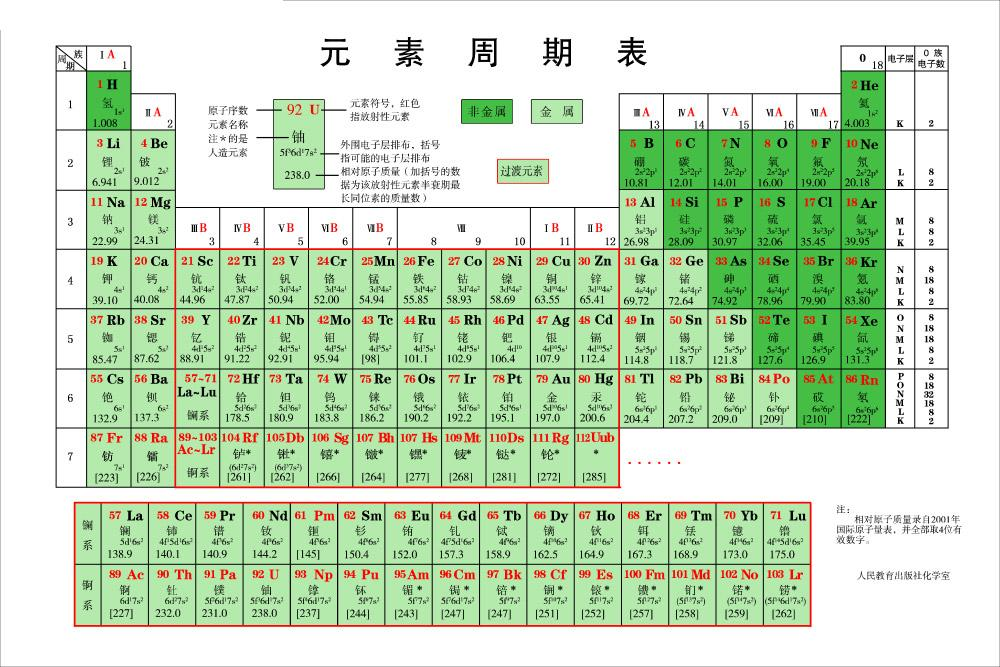 元 素 周 期 表
族
周期
I A
1
0
18
电子层
0 族
电子数
原子序数
元素名称
注*的是
人造元素
92 U
铀
5f³6d¹7s²
238.0
元素符号，红色
指放射性元素
外围电子层排布，括号
指可能的电子层排布
相对原子质量（加括号的数
据为该放射性元素半衰期最
长同位素的质量数）
非金属
金 属
过渡元素
1
1 H
氢
1s¹
1.008
2 He
氦
1s²
4.003
K 2
II A
2
III A
13
IV A
14
V A
15
VI A
16
VII A
17
2
3 Li 4 Be 5 B 6 C 7 N 8 O 9 F 10 Ne
锂 铍 硼 碳 氮 氧 氟 氖
2s¹ 2s² 2s²2p¹ 2s²2p² 2s²2p³ 2s²2p⁴ 2s²2p⁵ 2s²2p⁶
6.941 9.012 10.81 12.01 14.01 16.00 19.00 20.18
L 8
K 2
3
11 Na 12 Mg 13 Al 14 Si 15 P 16 S 17 Cl 18 Ar
钠 镁 铝 硅 磷 硫 氯 氩
3s¹ 3s² 3s²3p¹ 3s²3p² 3s²3p³ 3s²3p⁴ 3s²3p⁵ 3s²3p⁶
22.99 24.31 26.98 28.09 30.97 32.06 35.45 39.95
M 8
L 8
K 2
III B IV B V B VI B VII B VIII I B II B
3 4 5 6 7 8 9 10 11 12
4
19 K 20 Ca 21 Sc 22 Ti 23 V 24 Cr 25 Mn 26 Fe 27 Co 28 Ni 29 Cu 30 Zn 31 Ga 32 Ge 33 As 34 Se 35 Br 36 Kr
钾 钙 钪 钛 钒 铬 锰 铁 钴 镍 铜 锌 镓 锗 砷 硒 溴 氪
4s¹ 4s² 3d¹4s² 3d²4s² 3d³4s² 3d⁵4s¹ 3d⁵4s² 3d⁶4s² 3d⁷4s² 3d⁸4s² 3d¹⁰4s¹ 3d¹⁰4s² 4s²4p¹ 4s²4p² 4s²4p³ 4s²4p⁴ 4s²4p⁵ 4s²4p⁶
39.10 40.08 44.96 47.87 50.94 52.00 54.94 55.85 58.93 58.69 63.55 65.41 69.72 72.64 74.92 78.96 79.90 83.80
N 8
M 18
L 8
K 2
5
37 Rb 38 Sr 39 Y 40 Zr 41 Nb 42 Mo 43 Tc 44 Ru 45 Rh 46 Pd 47 Ag 48 Cd 49 In 50 Sn 51 Sb 52 Te 53 I 54 Xe
铷 锶 钇 锆 铌 钼 锝 钌 铑 钯 银 镉 铟 锡 锑 碲 碘 氙
5s¹ 5s² 4d¹5s² 4d²5s² 4d⁴5s¹ 4d⁵5s¹ 4d⁵5s² 4d⁷5s¹ 4d⁸5s¹ 4d¹⁰ 4d¹⁰5s¹ 4d¹⁰5s² 5s²5p¹ 5s²5p² 5s²5p³ 5s²5p⁴ 5s²5p⁵ 5s²5p⁶
85.47 87.62 88.91 91.22 92.91 95.94 [98] 101.1 102.9 106.4 107.9 112.4 114.8 118.7 121.8 127.6 126.9 131.3
O 8
N 18
M 18
L 8
K 2
6
55 Cs 56 Ba 57~71 72 Hf 73 Ta 74 W 75 Re 76 Os 77 Ir 78 Pt 79 Au 80 Hg 81 Tl 82 Pb 83 Bi 84 Po 85 At 86 Rn
铯 钡 La~Lu 铪 钽 钨 铼 锇 铱 铂 金 汞 铊 铅 铋 钋 砹 氡
6s¹ 6s² 镧系 5d²6s² 5d³6s² 5d⁴6s² 5d⁵6s² 5d⁶6s² 5d⁷6s² 5d⁹6s¹ 5d¹⁰6s¹ 5d¹⁰6s² 6s²6p¹ 6s²6p² 6s²6p³ 6s²6p⁴ 6s²6p⁵ 6s²6p⁶
132.9 137.3 178.5 180.9 183.8 186.2 190.2 192.2 195.1 197.0 200.6 204.4 207.2 209.0 [209] [210] [222]
P 8
O 18
N 32
M 18
L 8
K 2
7
87 Fr 88 Ra 89~103 104 Rf 105 Db 106 Sg 107 Bh 107 Hs 109 Mt 110 Ds 111 Rg 112 Uub
钫 镭 Ac~Lr 𬬻* 𬭊* 𬭳* 𬭛* 𬭶* 鿏* 𫟼* 𬬭* *
7s¹ 7s² 锕系 (6d²7s²) (6d³7s²)
[223] [226] [261] [262] [266] [264] [277] [268] [281] [272] [285]
······
镧系
57 La 58 Ce 59 Pr 60 Nd 61 Pm 62 Sm 63 Eu 64 Gd 65 Tb 66 Dy 67 Ho 68 Er 69 Tm 70 Yb 71 Lu
镧 铈 镨 钕 钷 钐 铕 钆 铽 镝 钬 铒 铥 镱 镥
5d¹6s² 4f¹5d¹6s² 4f³6s² 4f⁴6s² 4f⁵6s² 4f⁶6s² 4f⁷6s² 4f⁷5d¹6s² 4f⁹6s² 4f¹⁰6s² 4f¹¹6s² 4f¹²6s² 4f¹³6s² 4f¹⁴6s² 4f¹⁴5d¹6s²
138.9 140.1 140.9 144.2 [145] 150.4 152.0 157.3 158.9 162.5 164.9 167.3 168.9 173.0 175.0
锕系
89 Ac 90 Th 91 Pa 92 U 93 Np 94 Pu 95 Am 96 Cm 97 Bk 98 Cf 99 Es 100 Fm 101 Md 102 No 103 Lr
锕 钍 镤 铀 镎 钚 镅* 锔* 锫* 锎* 锿* 镄* 钔* 锘* 铹*
6d¹7s² 6d²7s² 5f²6d¹7s² 5f³6d¹7s² 5f⁴6d¹7s² 5f⁶7s² 5f⁷7s² 5f⁷6d¹7s² 5f⁹7s² 5f¹⁰7s² 5f¹¹7s² 5f¹²7s² (5f¹³7s²) (5f¹⁴7s²) (5f¹⁴6d¹7s²)
[227] 232.0 231.0 238.0 [237] [244] [243] [247] [247] [251] [252] [257] [258] [259] [262]
注：
相对原子质量录自2001年
国际原子量表，并全部取4位有
效数字。
人民教育出版社化学室